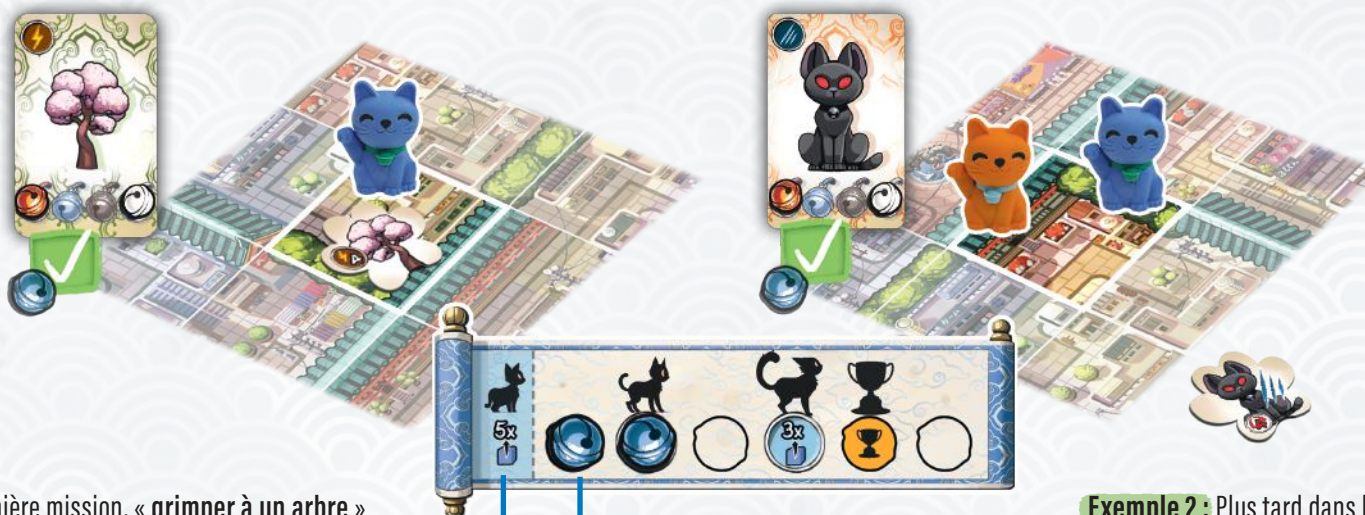 5x
3x
ière mission, « grimper à un arbre »
Exemple 2 : Plus tard dans l